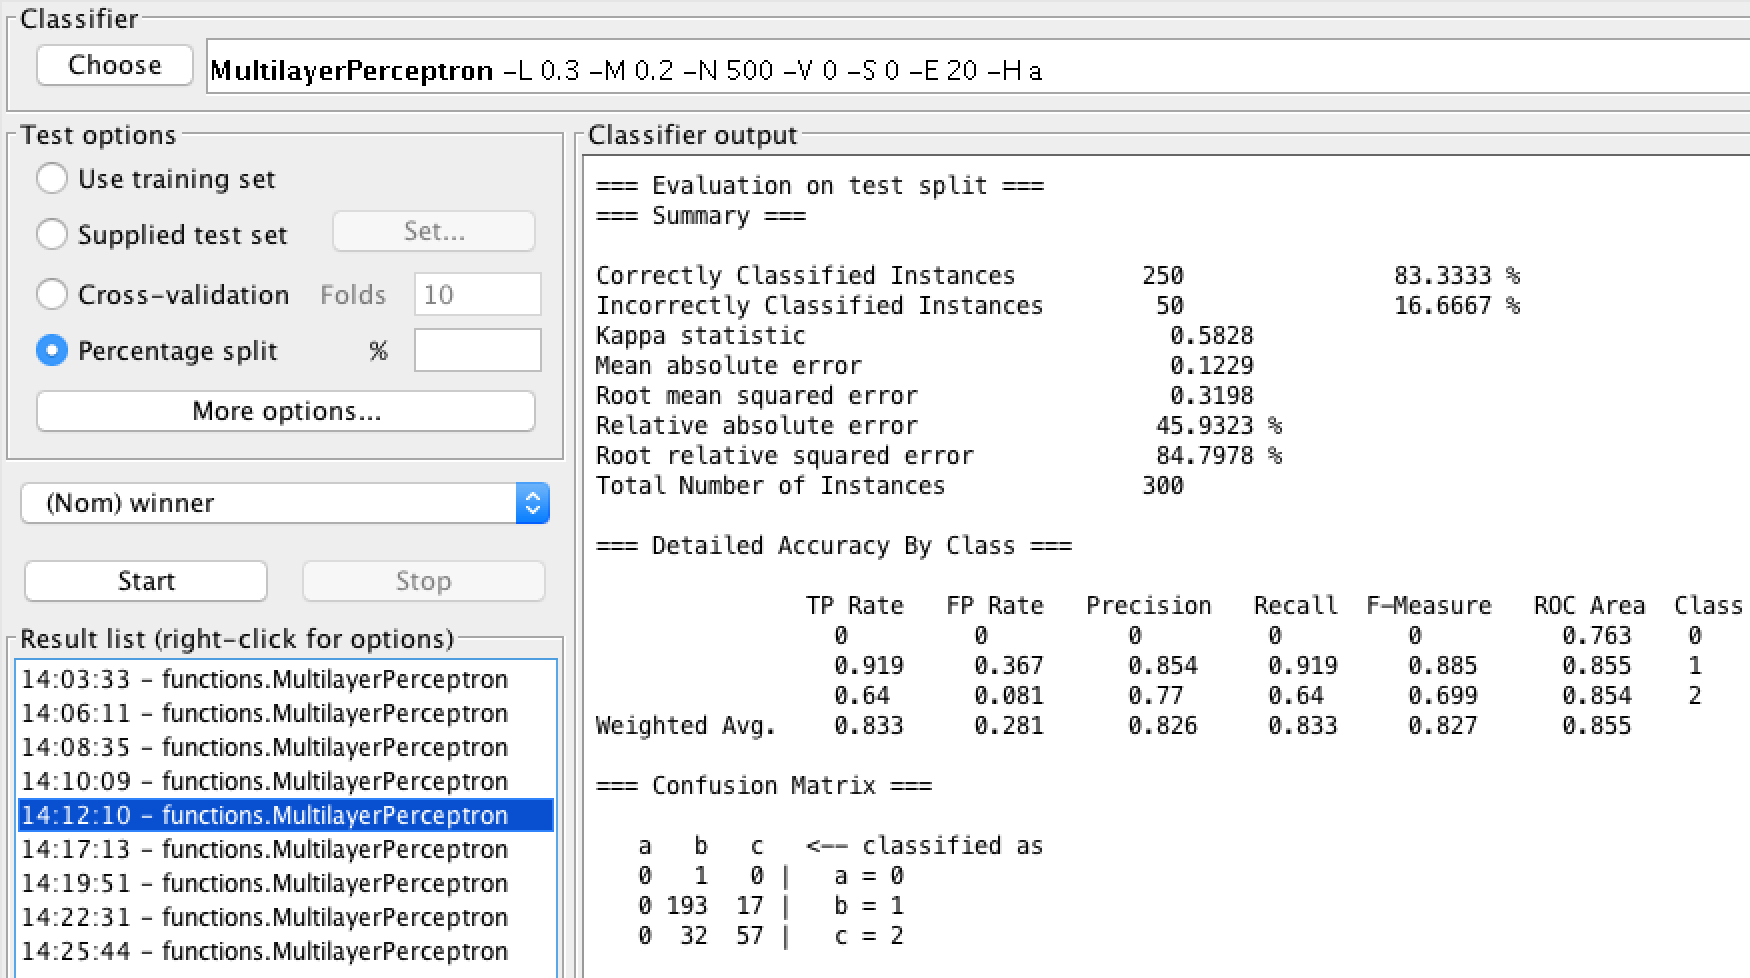 Classifier
Choose
MultilayerPerceptron –L 0.3 –M 0.2 –N 500 –V 0 –S 0 –E 20 –H a
Test options
Use training set
Supplied test set Set...
Cross-validation Folds 10
Percentage split %
More options...
(Nom) winner
Start Stop
Result list (right-click for options)
14:03:33 – functions.MultilayerPerceptron
14:06:11 – functions.MultilayerPerceptron
14:08:35 – functions.MultilayerPerceptron
14:10:09 – functions.MultilayerPerceptron
14:12:10 – functions.MultilayerPerceptron
14:17:13 – functions.MultilayerPerceptron
14:19:51 – functions.MultilayerPerceptron
14:22:31 – functions.MultilayerPerceptron
14:25:44 – functions.MultilayerPerceptron
Classifier output
=== Evaluation on test split ===
=== Summary ===
Correctly Classified Instances 250 83.3333 %
Incorrectly Classified Instances 50 16.6667 %
Kappa statistic 0.5828
Mean absolute error 0.1229
Root mean squared error 0.3198
Relative absolute error 45.9323 %
Root relative squared error 84.7978 %
Total Number of Instances 300
=== Detailed Accuracy By Class ===
TP Rate FP Rate Precision Recall F-Measure ROC Area Class
0 0 0 0 0 0.763 0
0.919 0.367 0.854 0.919 0.885 0.855 1
0.64 0.081 0.77 0.64 0.699 0.854 2
Weighted Avg. 0.833 0.281 0.826 0.833 0.827 0.855
=== Confusion Matrix ===
a b c <-- classified as
0 1 0 | a = 0
0 193 17 | b = 1
0 32 57 | c = 2